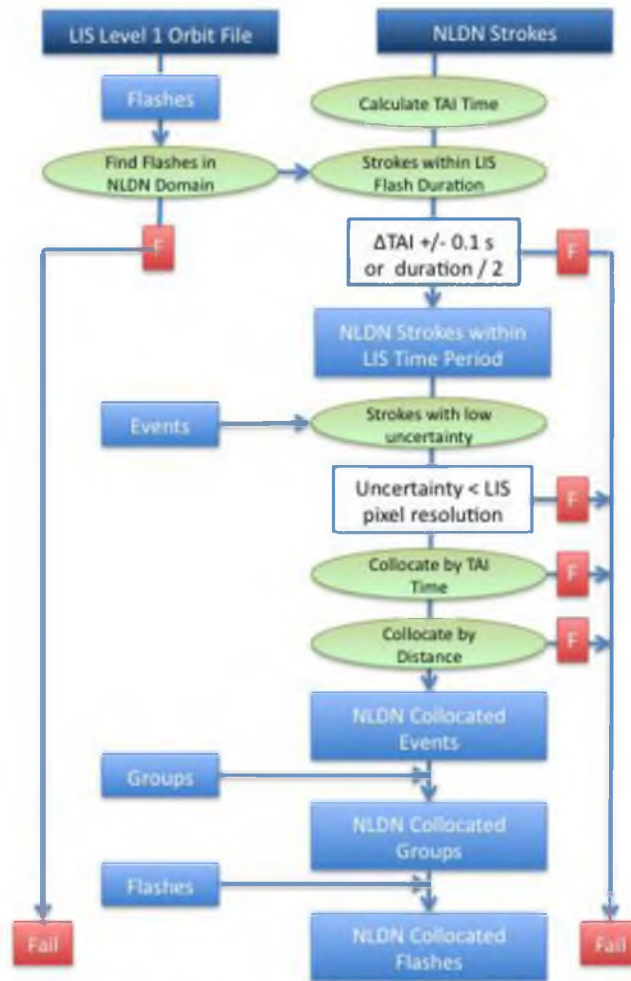 LIS Level 1 Orbit File
NLDN Strokes
Flashes
Calculate TAI Time
Find Flashes in
NLDN Domain
Strokes within LIS
Flash Duration
F
ΔTAI +/- 0.1 s
or duration / 2
F
NLDN Strokes within
LIS Time Period
Events
Strokes with low
uncertainty
Uncertainty < LIS
pixel resolution
F
Collocate by TAI
Time
F
Collocate by
Distance
F
NLDN Collocated
Events
Groups
NLDN Collocated
Groups
Flashes
NLDN Collocated
Flashes
Fail
Fail